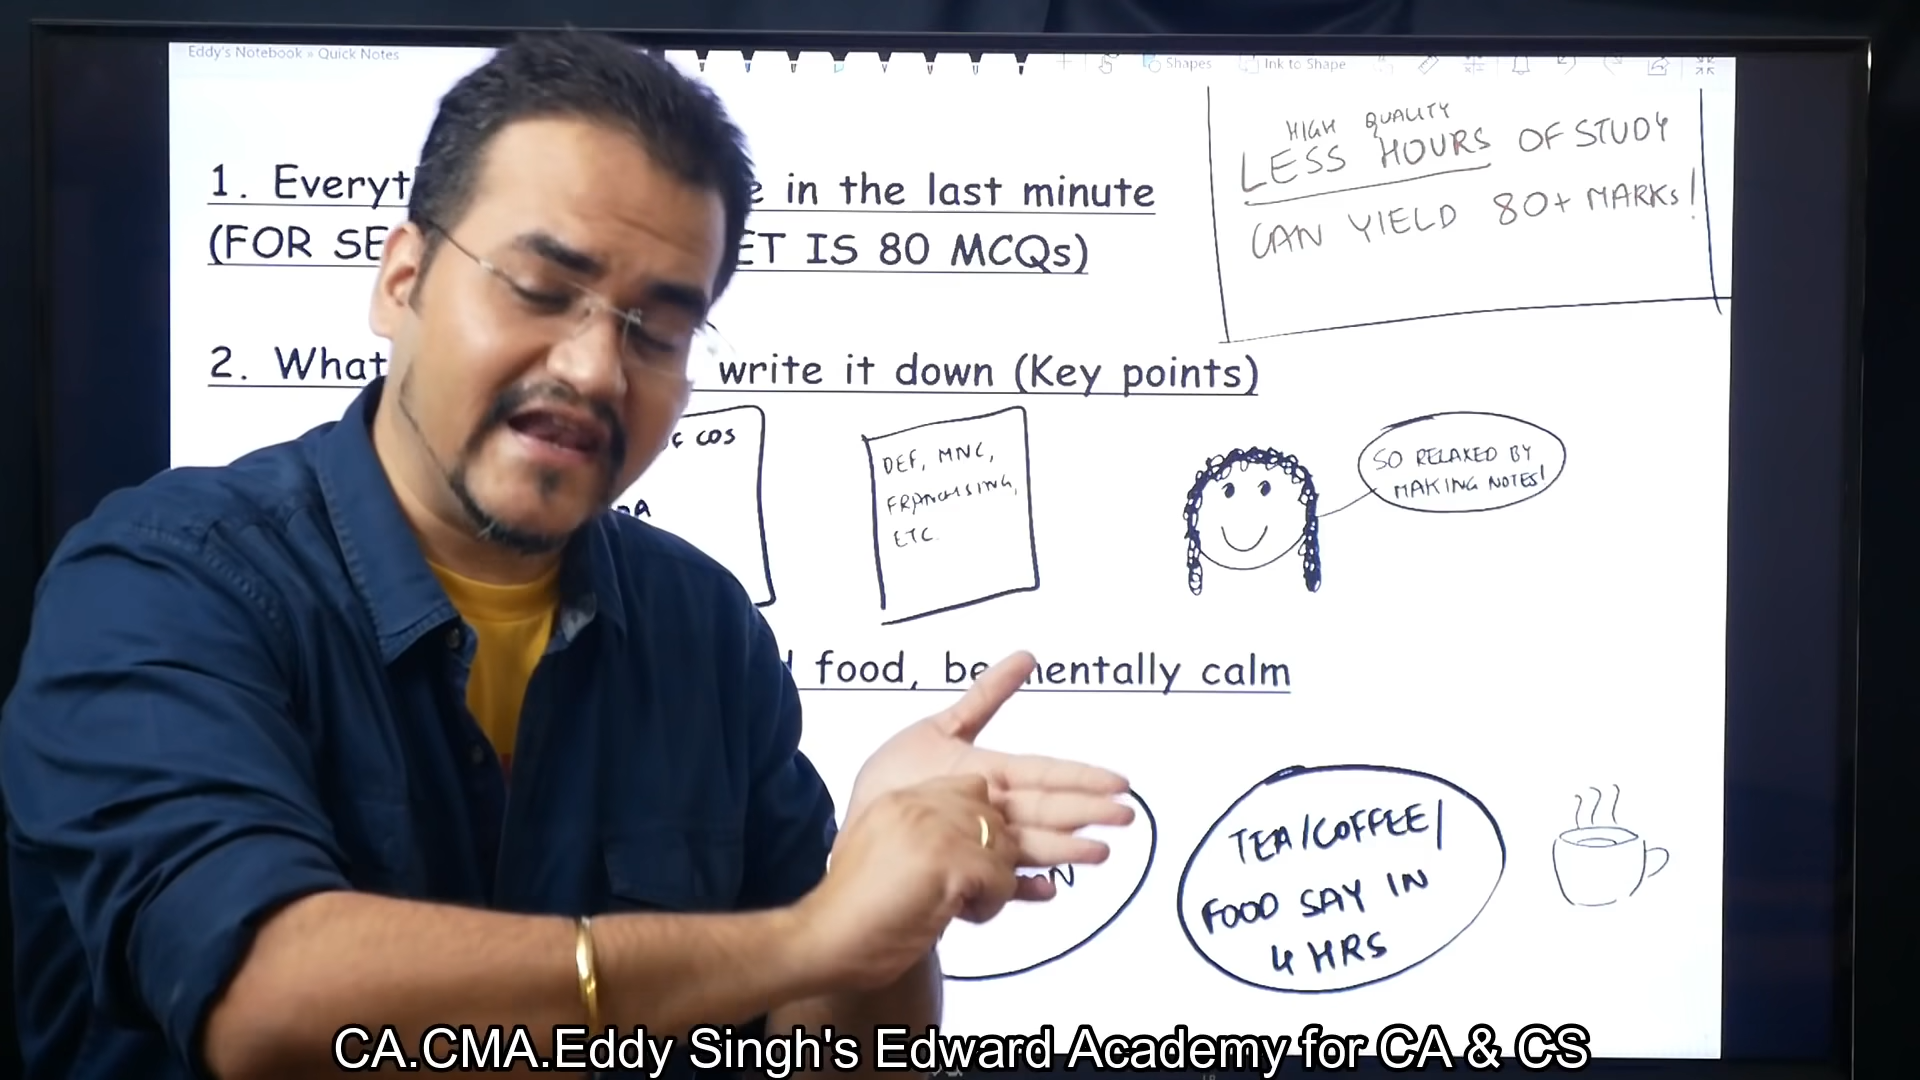 Eddy's Notebook » Quick Notes
Shapes
Ink to Shape
HIGH QUALITY
LESS HOURS OF STUDY
CAN YIELD 80+ MARKS!
1. Everyt in the last minute
(FOR SE ET IS 80 MCQs)
2. What write it down (Key points)
COS
DEF, MNC,
FRANCHISING,
ETC.
SO RELAXED BY
MAKING NOTES!
food, be mentally calm
TEA/COFFEE/
FOOD SAY IN
4 HRS
CA.CMA.Eddy Singh's Edward Academy for CA & CS